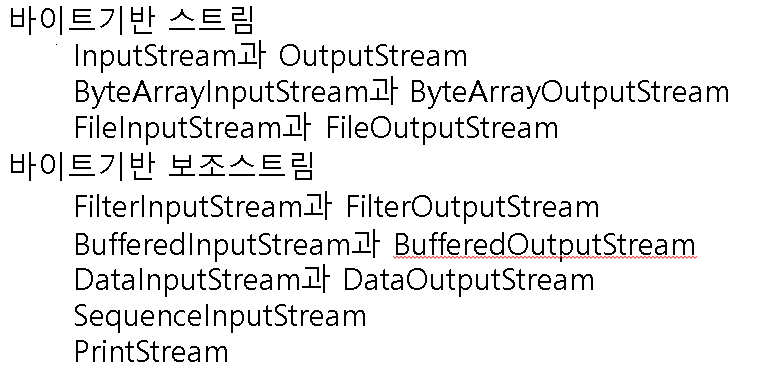 바이트기반 스트림
InputStream과 OutputStream
ByteArrayInputStream과 ByteArrayOutputStream
FileInputStream과 FileOutputStream
바이트기반 보조스트림
FilterInputStream과 FilterOutputStream
BufferedInputStream과 BufferedOutputStream
DataInputStream과 DataOutputStream
SequenceInputStream
PrintStream